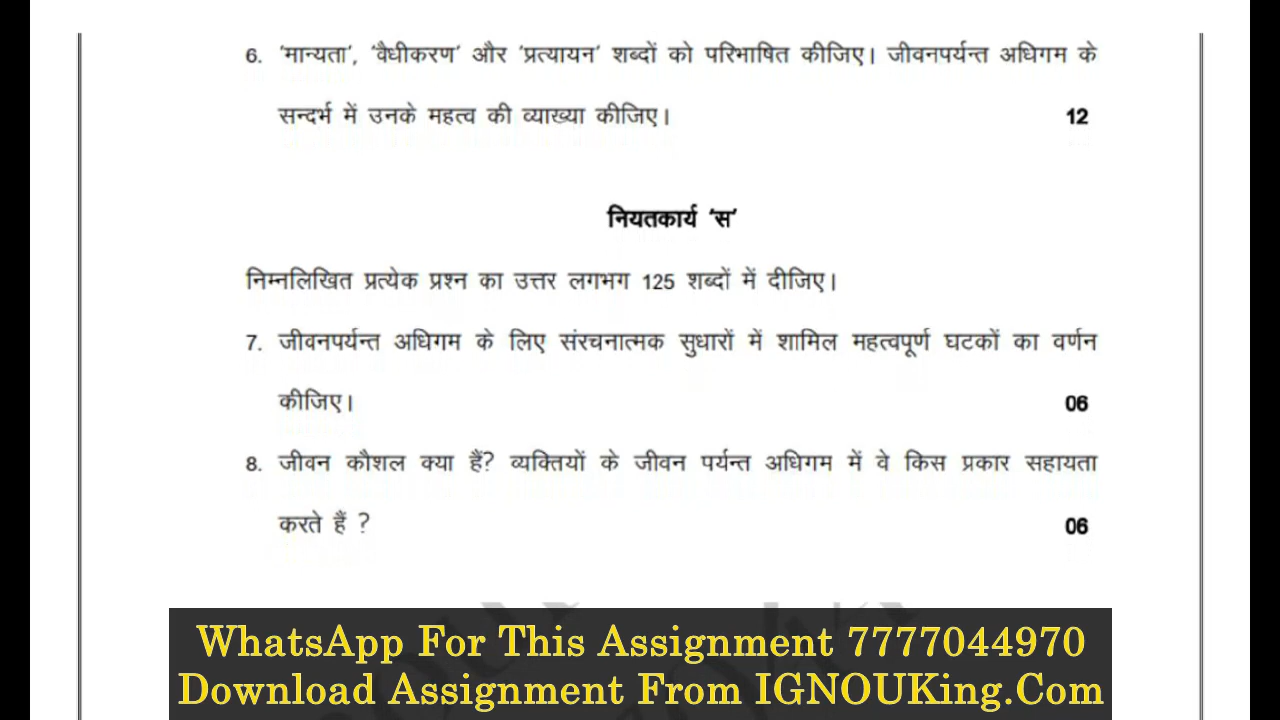 6. 'मान्यता', 'वैधीकरण' और 'प्रत्यायन' शब्दों को परिभाषित कीजिए। जीवनपर्यन्त अधिगम के
सन्दर्भ में उनके महत्व की व्याख्या कीजिए। 12
नियतकार्य 'स'
निम्नलिखित प्रत्येक प्रश्न का उत्तर लगभग 125 शब्दों में दीजिए।
7. जीवनपर्यन्त अधिगम के लिए संरचनात्मक सुधारों में शामिल महत्वपूर्ण घटकों का वर्णन
कीजिए। 06
8. जीवन कौशल क्या हैं? व्यक्तियों के जीवन पर्यन्त अधिगम में वे किस प्रकार सहायता
करते हैं ? 06
WhatsApp For This Assignment 7777044970
Download Assignment From IGNOUKing.Com